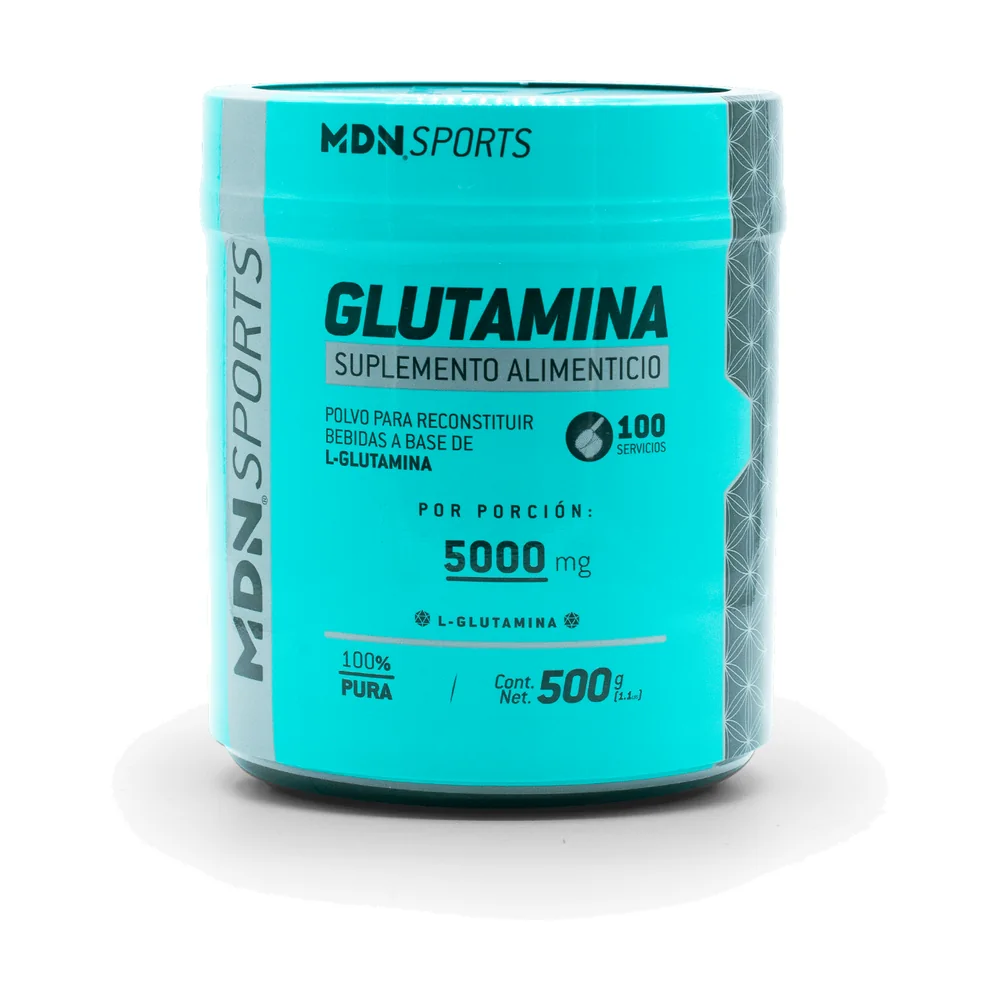 MDN® SPORTS
MDN® SPORTS
GLUTAMINA
SUPLEMENTO ALIMENTICIO
POLVO PARA RECONSTITUIR
BEBIDAS A BASE DE
L-GLUTAMINA
100
SERVICIOS
POR PORCIÓN:
5000 mg
L-GLUTAMINA
100%
PURA
/
Cont.
Net. 500 g